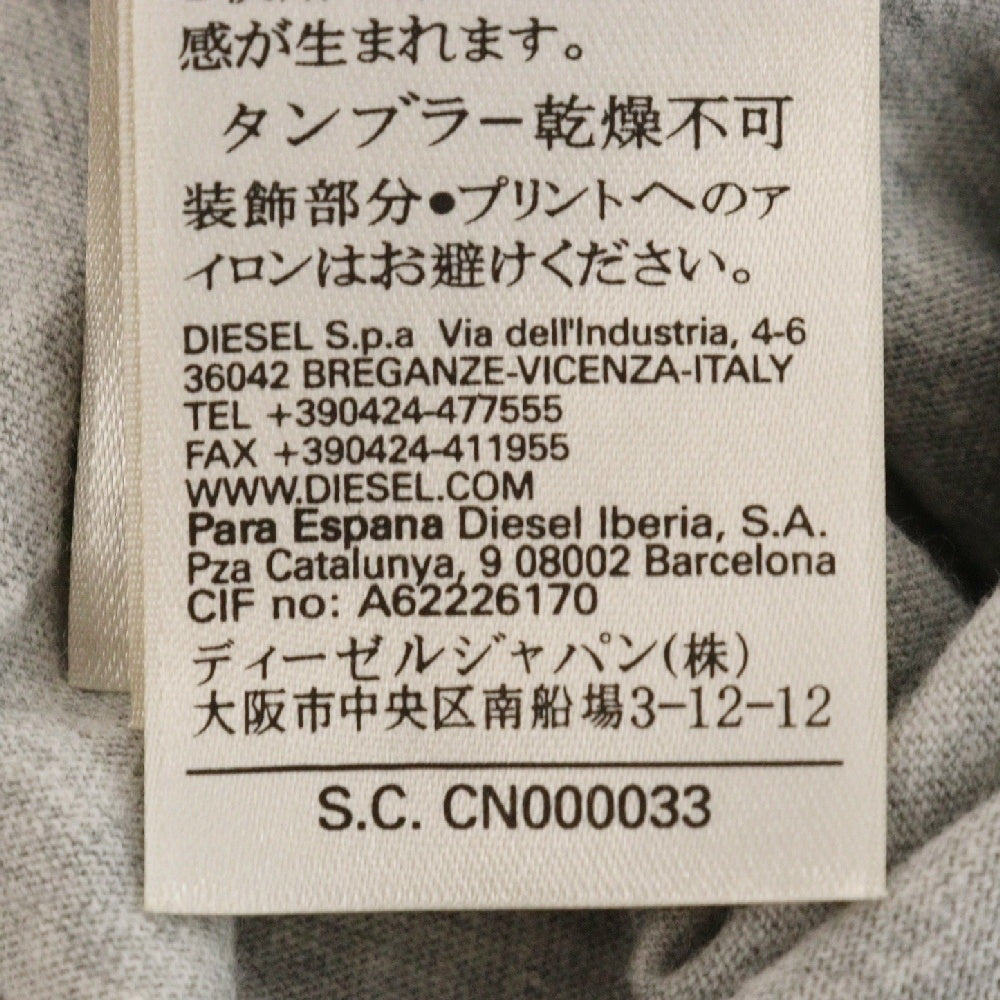 感が生まれます。
タンブラー乾燥不可
装飾部分●プリントへのァ
ィロンはお避けください。
DIESEL S.p.a Via dell'Industria, 4-6
36042 BREGANZE-VICENZA-ITALY
TEL +390424-477555
FAX +390424-411955
WWW.DIESEL.COM
Para Espana Diesel Iberia, S.A.
Pza Catalunya, 9 08002 Barcelona
CIF no: A62226170
ディーゼルジャパン(株)
大阪市中央区南船場3-12-12
S.C. CN000033